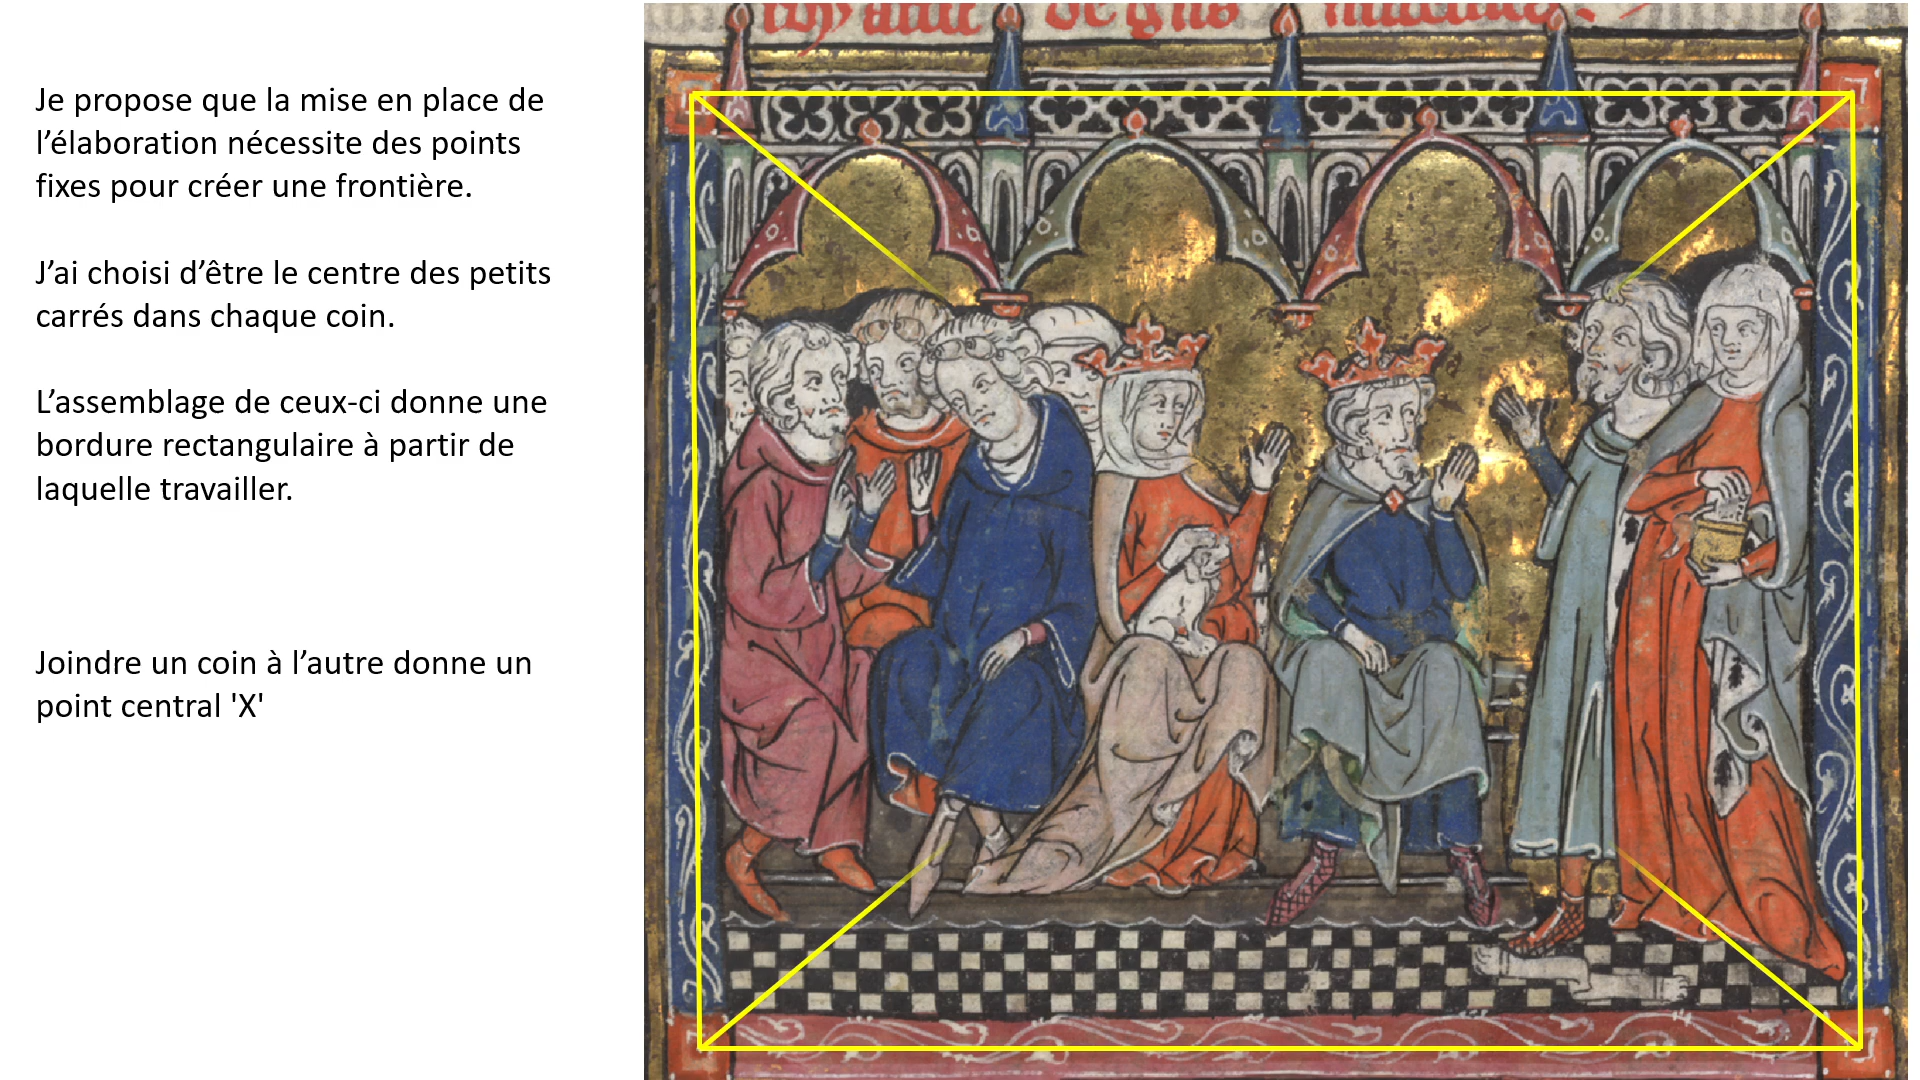 Je propose que la mise en place de
l’élaboration nécessite des points
fixes pour créer une frontière.
J’ai choisi d’être le centre des petits
carrés dans chaque coin.
L’assemblage de ceux-ci donne une
bordure rectangulaire à partir de
laquelle travailler.
Joindre un coin à l’autre donne un
point central 'X'